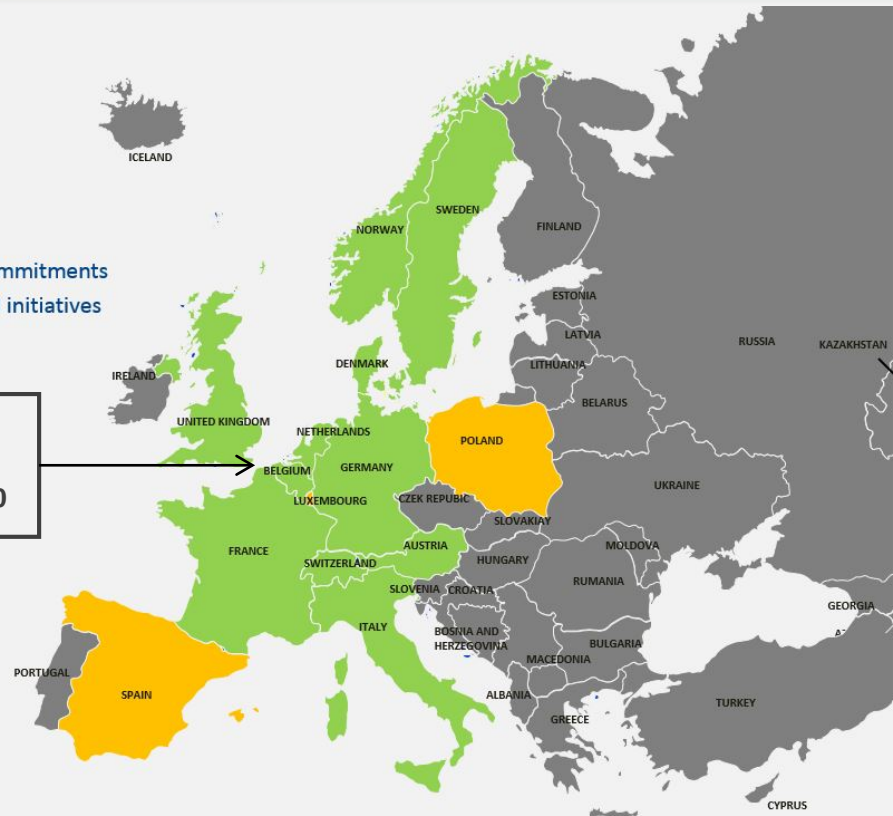 ICELAND
SWEDEN
NORWAY
FINLAND
mmitments
initiatives
ESTONIA
LATVIA
RUSSIA
KAZAKHSTAN
DENMARK
LITHUANIA
IRELAND
BELARUS
UNITED KINGDOM
NETHERLANDS
POLAND
BELGIUM
GERMANY
UKRAINE
LUXEMBOURG
CZEK REPUBIC
0
SLOVAKIAY
AUSTRIA
MOLDOVA
FRANCE
SWITZERLAND
HUNGARY
RUMANIA
SLOVENIA
CROATIA
GEORGIA
ITALY
BOSNIA AND
HERZEGOVINA
BULGARIA
MACEDONIA
PORTUGAL
SPAIN
ALBANIA
TURKEY
GREECE
CYPRUS